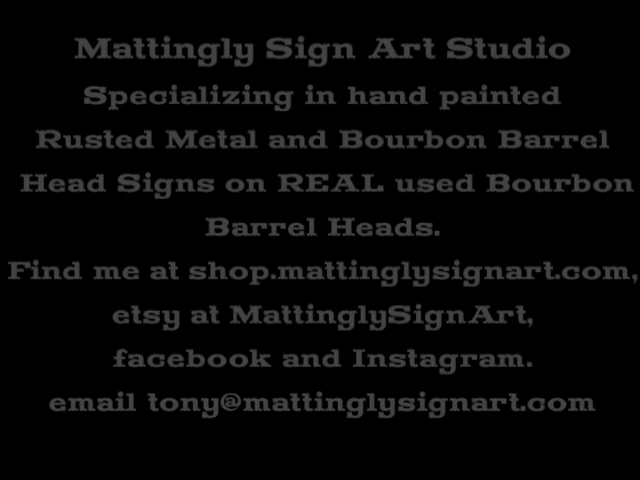 Mattingly Sign Art Studio
Specializing in hand painted
Rusted Metal and Bourbon Barrel
Head Signs on REAL used Bourbon
Barrel Heads.
Find me at shop.mattinglysignart.com,
etsy at MattinglySignArt,
facebook and Instagram.
email tony@mattinglysignart.com